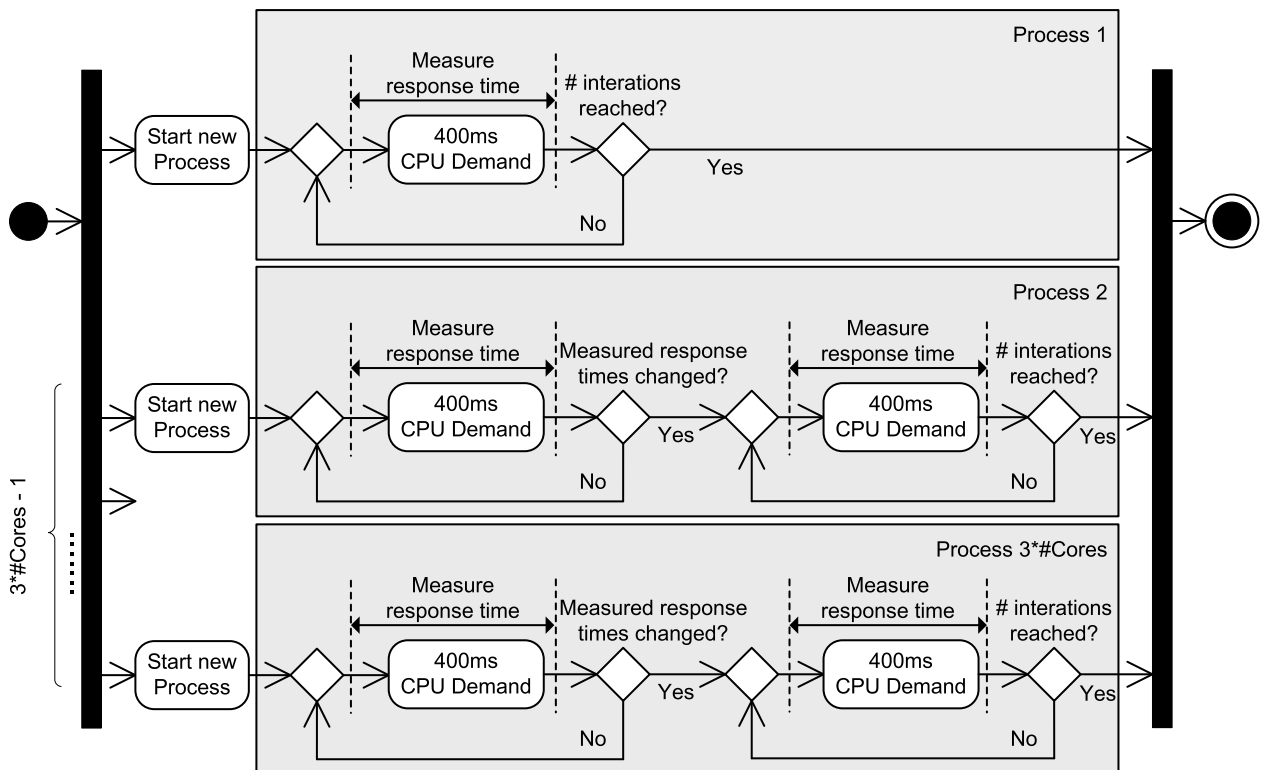 Process 1
Measure
response time
# interations
reached?
Start new
Process
400ms
CPU Demand
Yes
No
Process 2
Measure
response time
Measured response
times changed?
Measure
response time
# interations
reached?
Start new
Process
400ms
CPU Demand
Yes
400ms
CPU Demand
Yes
No
No
3*#Cores - 1
Process 3*#Cores
Measure
response time
Measured response
times changed?
Measure
response time
# interations
reached?
Start new
Process
400ms
CPU Demand
Yes
400ms
CPU Demand
Yes
No
No